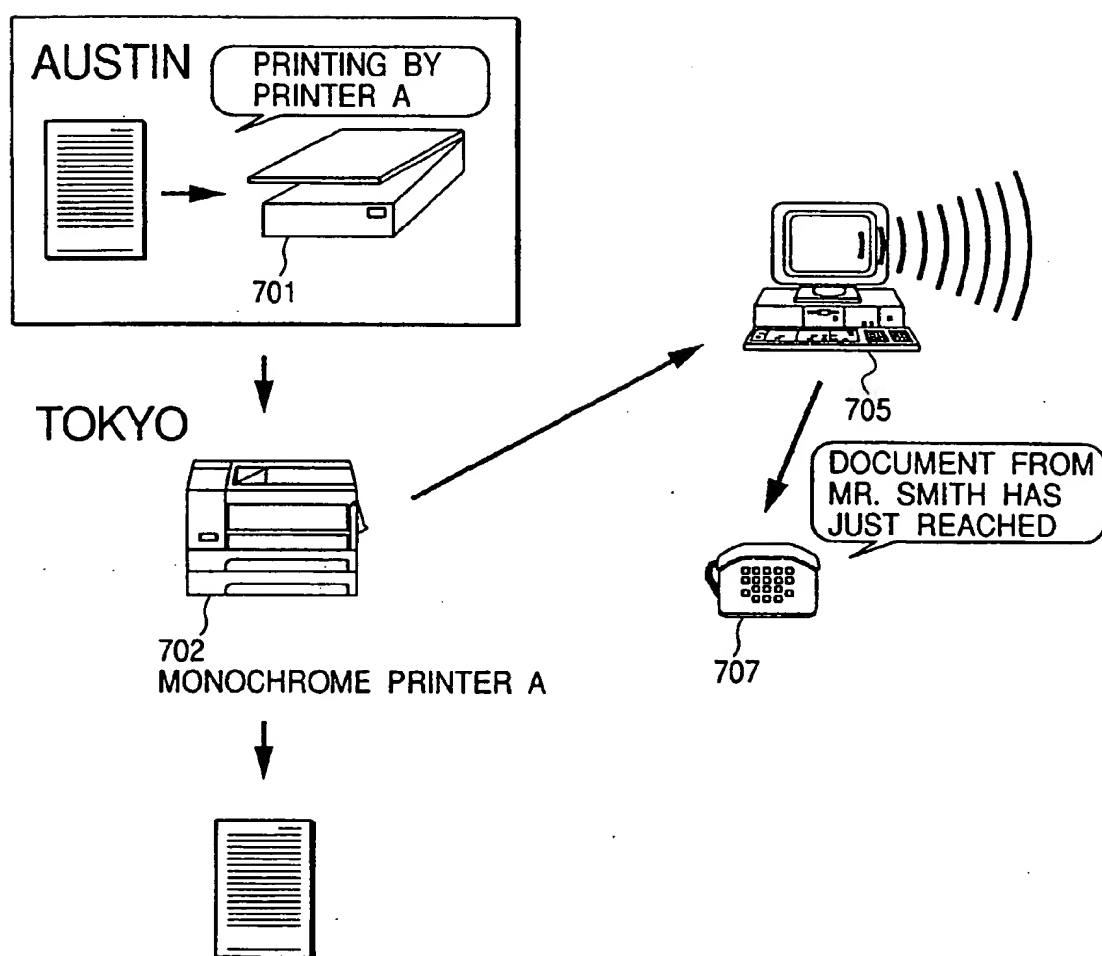 AUSTIN
PRINTING BY
PRINTER A
701
TOKYO
702
MONOCHROME PRINTER A
705
DOCUMENT FROM
MR. SMITH HAS
JUST REACHED
707